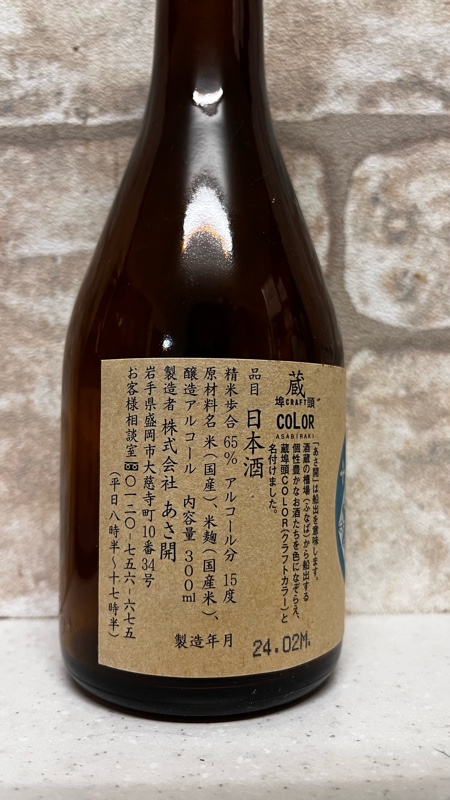 蔵
埠CRAFT頭
COLOR
ASABIRAKI
「あさ開」は船出を意味します。
酒蔵の槽場（ふなば）から船出する
個性豊かなお酒たちを色になぞらえ、
蔵埠頭COLOR（クラフトカラー）と
名付けました。
品目 日本酒
精米歩合 65% アルコール分 15度
原材料名 米（国産）、米麹（国産米）、
醸造アルコール 内容量 300ml
製造者 株式会社 あさ開
岩手県盛岡市大慈寺町10番34号
お客様相談室 〇一二〇-七五六-六七五
（平日八時半～十七時半）
製造年月
24.02M.